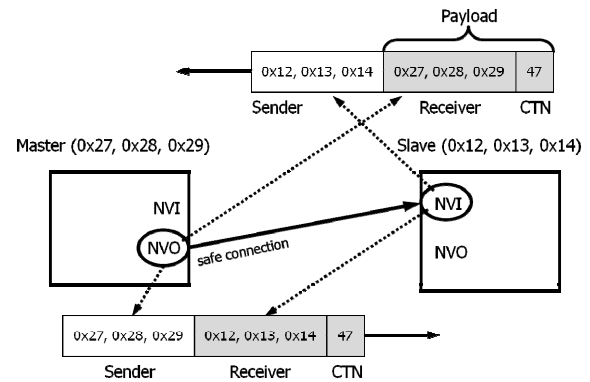 Payload
0x12, 0x13, 0x14 0x27, 0x28, 0x29 47
Sender Receiver CTN
Master (0x27, 0x28, 0x29) Slave (0x12, 0x13, 0x14)
NVI NVI
NVO safe connection NVO
0x27, 0x28, 0x29 0x12, 0x13, 0x14 47
Sender Receiver CTN